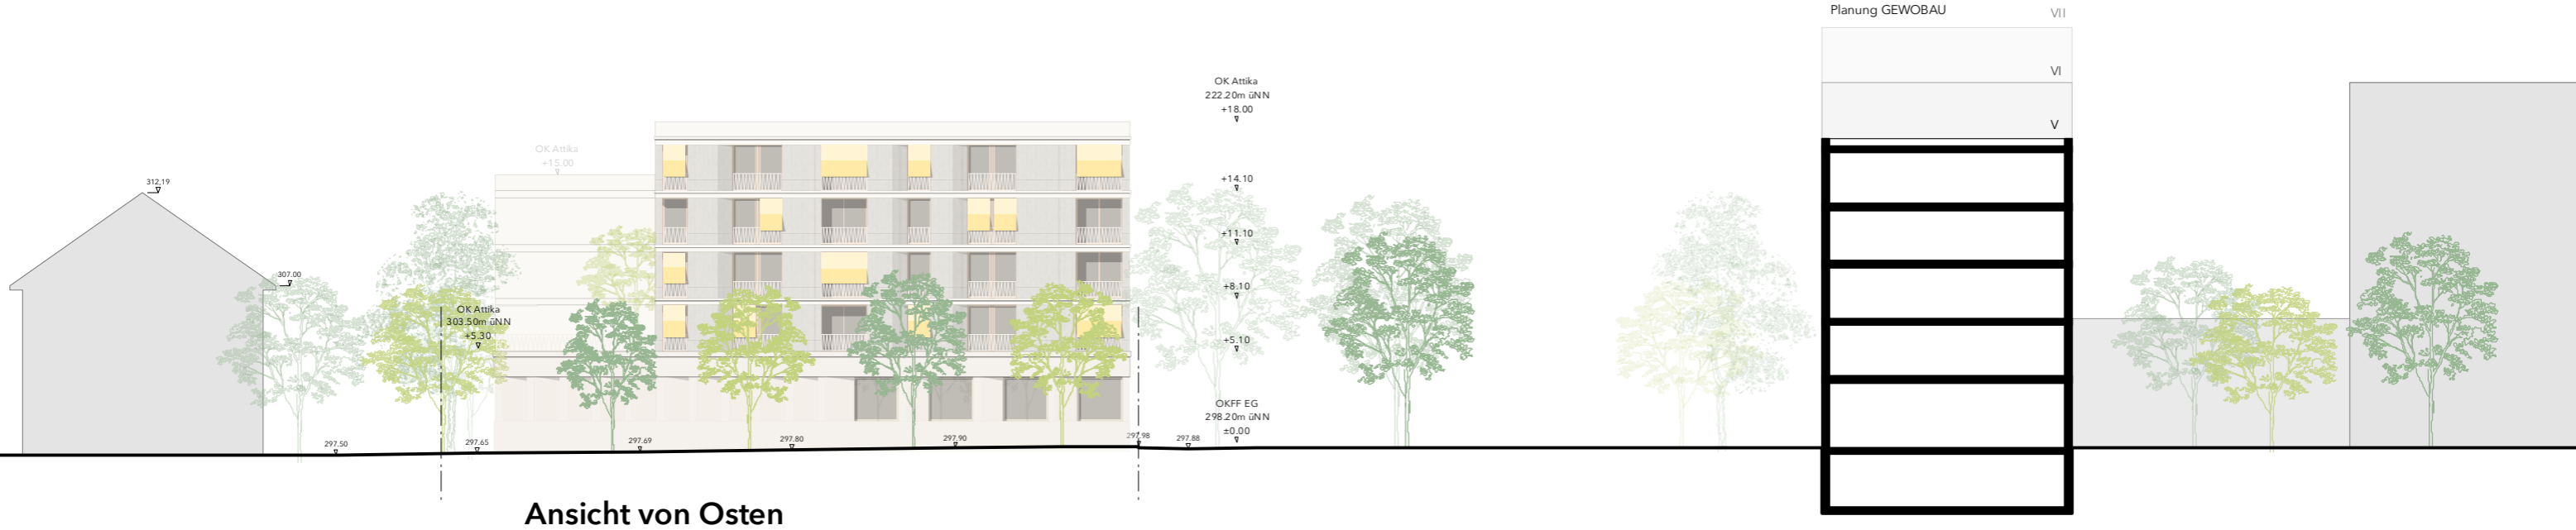 Planung GEWOBAU
VII
VI
V
OK Attika
222.20m üNN
+18.00
OK Attika
+15.00
312.19
+14.10
+11.10
307.00
+8.10
OK Attika
303.50m üNN
+5.30
+5.10
OKFF EG
298.20m üNN
±0.00
297.50
297.65
297.69
297.80
297.90
297.98
297.88
Ansicht von Osten